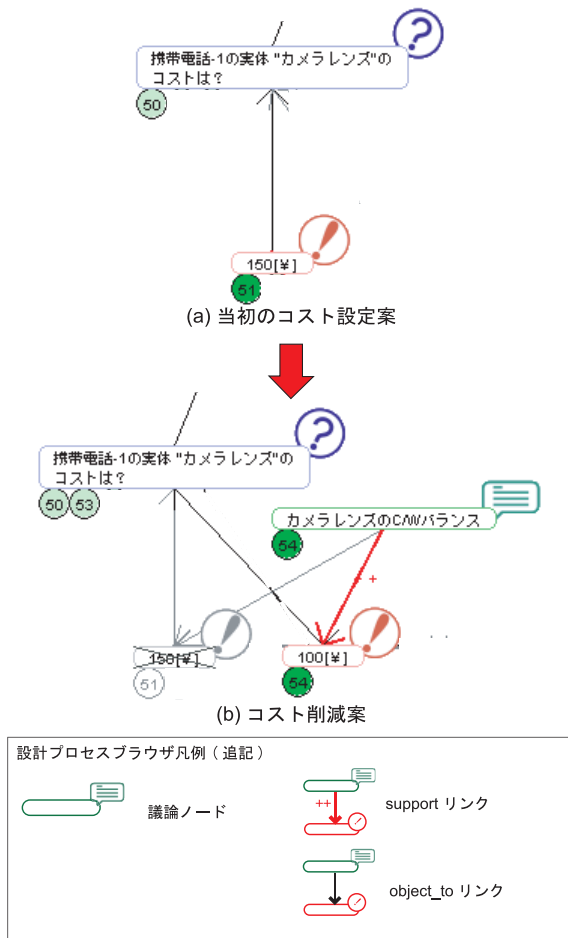 携帯電話-1の実体 "カメラレンズ"の
コストは？
50
150[¥]
51
(a) 当初のコスト設定案
携帯電話-1の実体 "カメラレンズ"の
コストは？
50 53
カメラレンズのC/Wバランス
54
+ +
150[¥]
51
100[¥]
54
(b) コスト削減案
設計プロセスブラウザ凡例 ( 追記 )
議論ノード
++
support リンク
object_to リンク